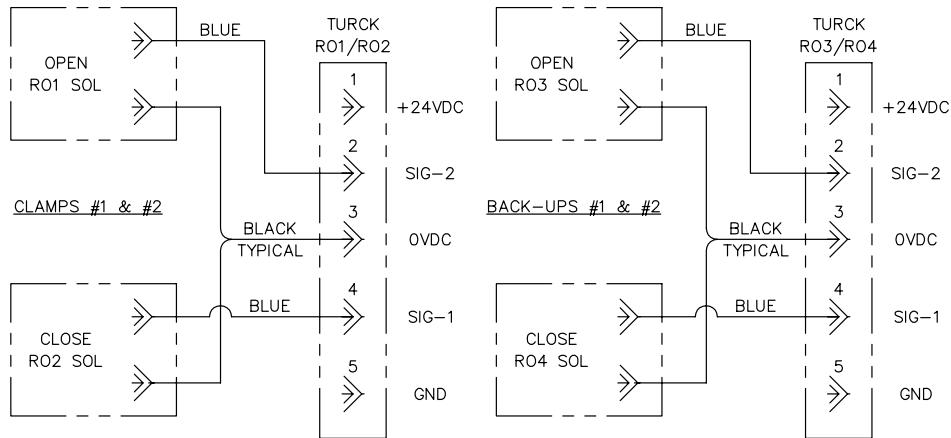 OPEN
RO1 SOL
BLUE
TURCK
RO1/RO2
1
+24VDC
2
SIG-2
CLAMPS #1 & #2
3
BLACK
TYPICAL
0VDC
4
BLUE
SIG-1
CLOSE
RO2 SOL
5
GND
OPEN
RO3 SOL
BLUE
TURCK
RO3/RO4
1
+24VDC
2
SIG-2
BACK-UPS #1 & #2
3
BLACK
TYPICAL
0VDC
4
BLUE
SIG-1
CLOSE
RO4 SOL
5
GND